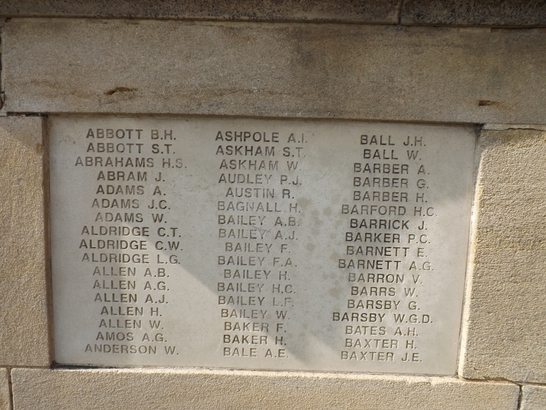 ABBOTT B.H.
ABBOTT S.T.
ABRAHAMS H.S.
ABRAM J.
ADAMS A.
ADAMS J.C.
ADAMS W.
ALDRIDGE C.T.
ALDRIDGE C.W.
ALDRIDGE L.G.
ALLEN A.B.
ALLEN A.G.
ALLEN A.J.
ALLEN H.
ALLEN W.
AMOS A.G.
ANDERSON W.
ASHPOLE A.I.
ASKHAM S.T.
ASKHAM W.
AUDLEY P.J.
AUSTIN R.
BAGNALL H.
BAILEY A.B.
BAILEY A.J.
BAILEY F.
BAILEY F.A.
BAILEY H.
BAILEY H.C.
BAILEY L.F.
BAILEY W.
BAKER F.
BAKER H.
BALE A.E.
BALL J.H.
BALL W.
BARBER A.
BARBER G.
BARBER H.
BARFORD H.C.
BARRICK J.
BARKER P.C.
BARNETT E.
BARNETT A.G.
BARRON V.
BARRS W.
BARSBY G.
BARSBY W.G.D.
BATES A.H.
BAXTER H.
BAXTER J.E.